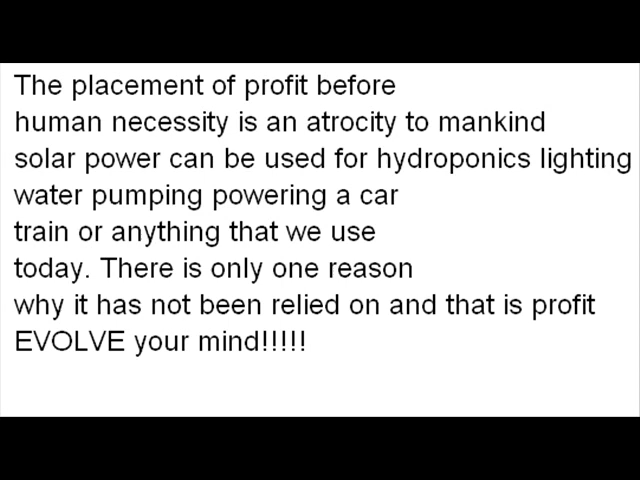 The placement of profit before
human necessity is an atrocity to mankind
solar power can be used for hydroponics lighting
water pumping powering a car
train or anything that we use
today. There is only one reason
why it has not been relied on and that is profit
EVOLVE your mind!!!!!